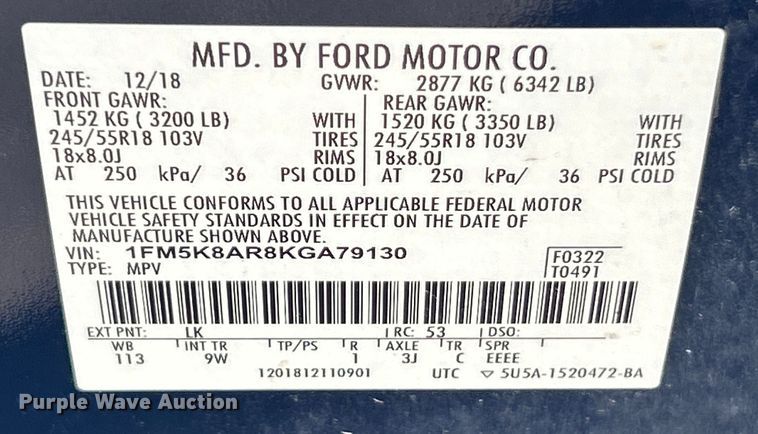 MFD. BY FORD MOTOR CO.
DATE: 12/18 GVWR: 2877 KG ( 6342 LB)
FRONT GAWR: REAR GAWR:
1452 KG ( 3200 LB) WITH 1520 KG ( 3350 LB) WITH
245/55R18 103V TIRES 245/55R18 103V TIRES
18x8.0J RIMS 18x8.0J RIMS
AT 250 kPa/ 36 PSI COLD AT 250 kPa/ 36 PSI COLD
THIS VEHICLE CONFORMS TO ALL APPLICABLE FEDERAL MOTOR
VEHICLE SAFETY STANDARDS IN EFFECT ON THE DATE OF
MANUFACTURE SHOWN ABOVE.
VIN: 1FM5K8AR8KGA79130 F0322
TYPE: MPV T0491
EXT PNT: LK RC: 53 DSO:
WB INT TR TP/PS R AXLE TR SPR
113 9W 1 3J C EEEE
1201812110901 UTC ▽ 5U5A-1520472-BA
Purple Wave Auction